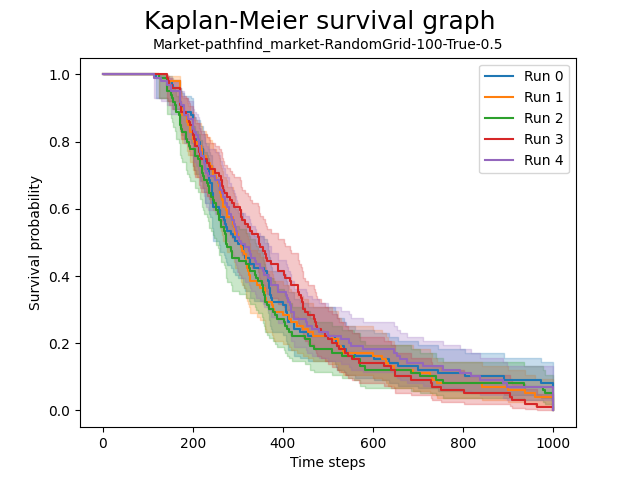 Kaplan-Meier survival graph
Market-pathfind_market-RandomGrid-100-True-0.5
Survival probability
1.0
0.8
0.6
0.4
0.2
0.0
Run 0
Run 1
Run 2
Run 3
Run 4
0 200 400 600 800 1000
Time steps